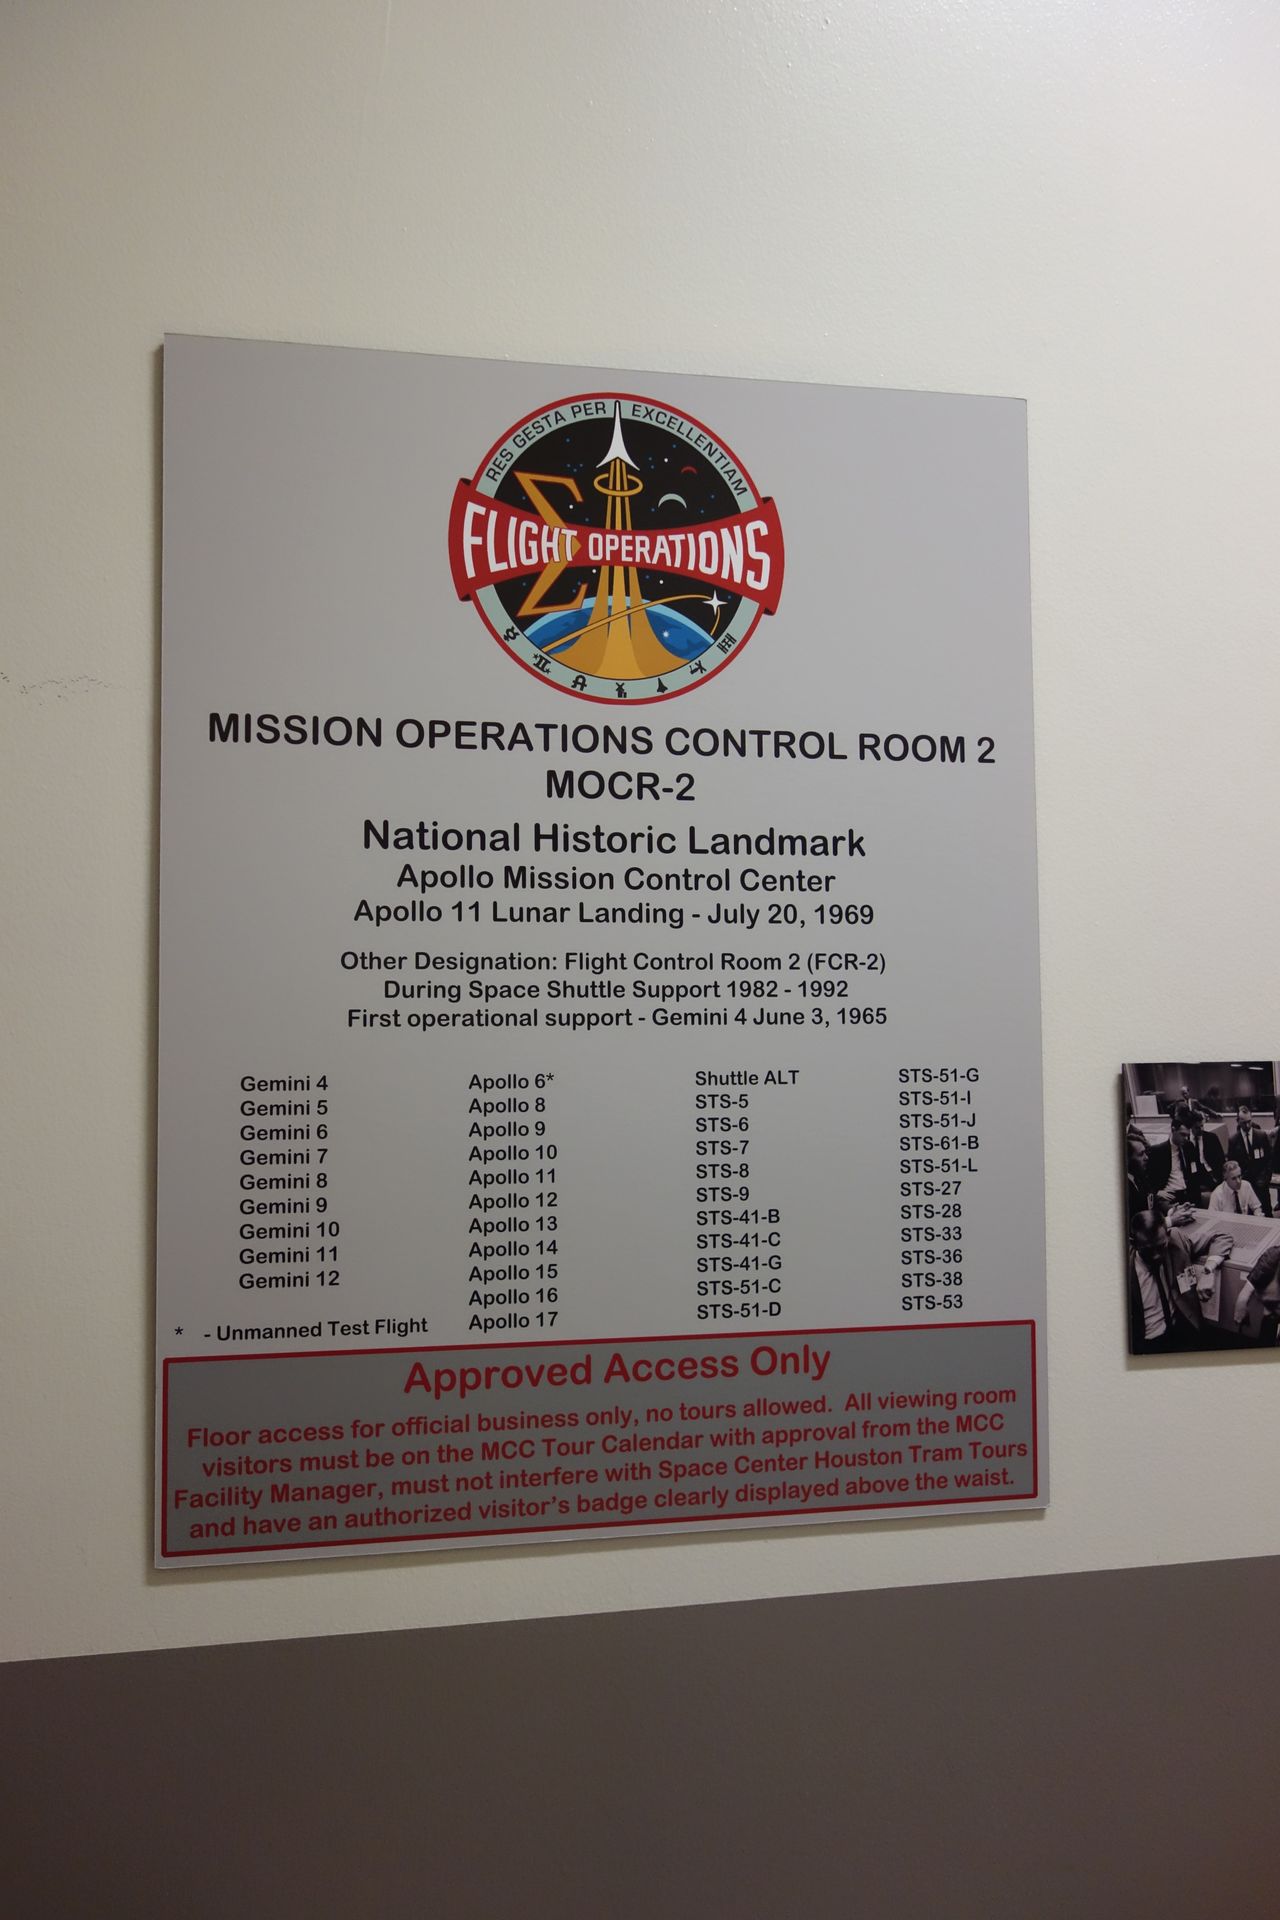 RES GESTA PER EXCELLENTIAM
FLIGHT OPERATIONS
MISSION OPERATIONS CONTROL ROOM 2
MOCR-2
National Historic Landmark
Apollo Mission Control Center
Apollo 11 Lunar Landing - July 20, 1969
Other Designation: Flight Control Room 2 (FCR-2)
During Space Shuttle Support 1982 - 1992
First operational support - Gemini 4 June 3, 1965
Gemini 4
Gemini 5
Gemini 6
Gemini 7
Gemini 8
Gemini 9
Gemini 10
Gemini 11
Gemini 12
* - Unmanned Test Flight
Apollo 6*
Apollo 8
Apollo 9
Apollo 10
Apollo 11
Apollo 12
Apollo 13
Apollo 14
Apollo 15
Apollo 16
Apollo 17
Shuttle ALT
STS-5
STS-6
STS-7
STS-8
STS-9
STS-41-B
STS-41-C
STS-41-G
STS-51-C
STS-51-D
STS-51-G
STS-51-I
STS-51-J
STS-61-B
STS-51-L
STS-27
STS-28
STS-33
STS-36
STS-38
STS-53
Approved Access Only
Floor access for official business only, no tours allowed. All viewing room
visitors must be on the MCC Tour Calendar with approval from the MCC
Facility Manager, must not interfere with Space Center Houston Tram Tours
and have an authorized visitor's badge clearly displayed above the waist.